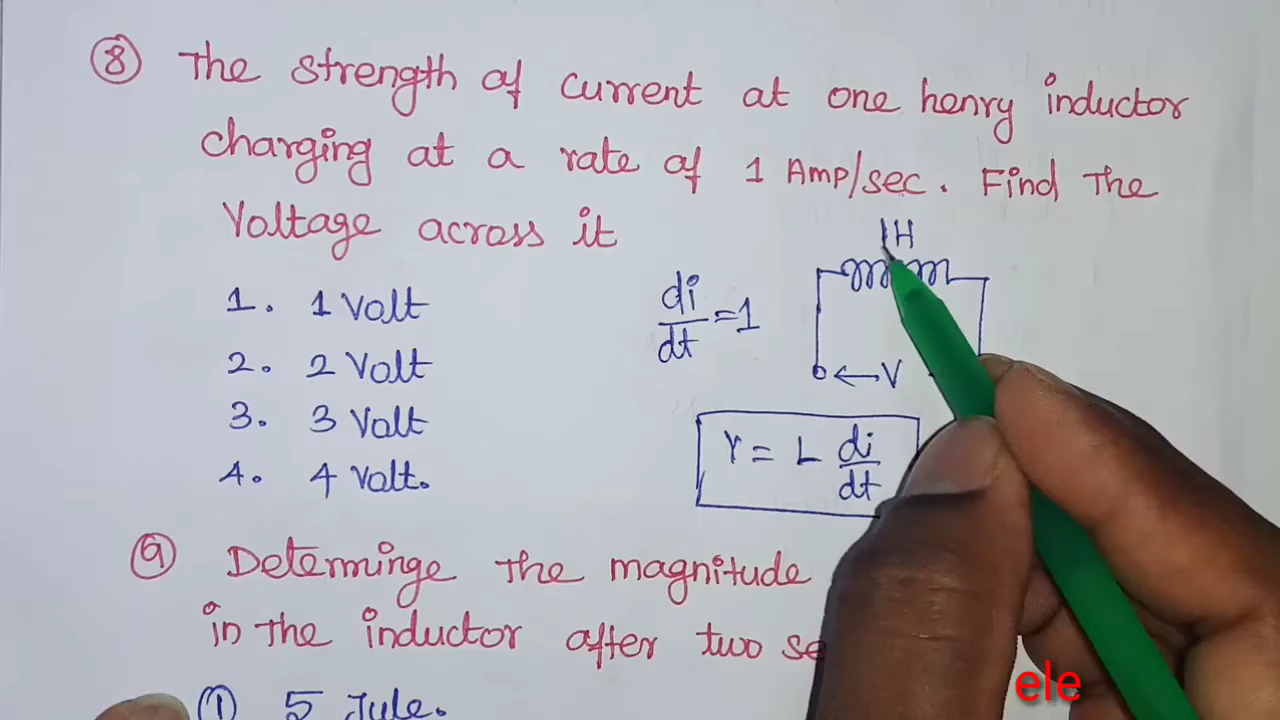 8 The strength of current at one henry inductor
charging at a rate of 1 Amp/sec. Find The
Voltage across it
1H
1. 1 Volt
di/dt = 1
2. 2 Volt
←V
3. 3 Volt
V = L di/dt
4. 4 Volt.
9 Determinge the magnitude
in the inductor after two
1 5 Jule.
ele